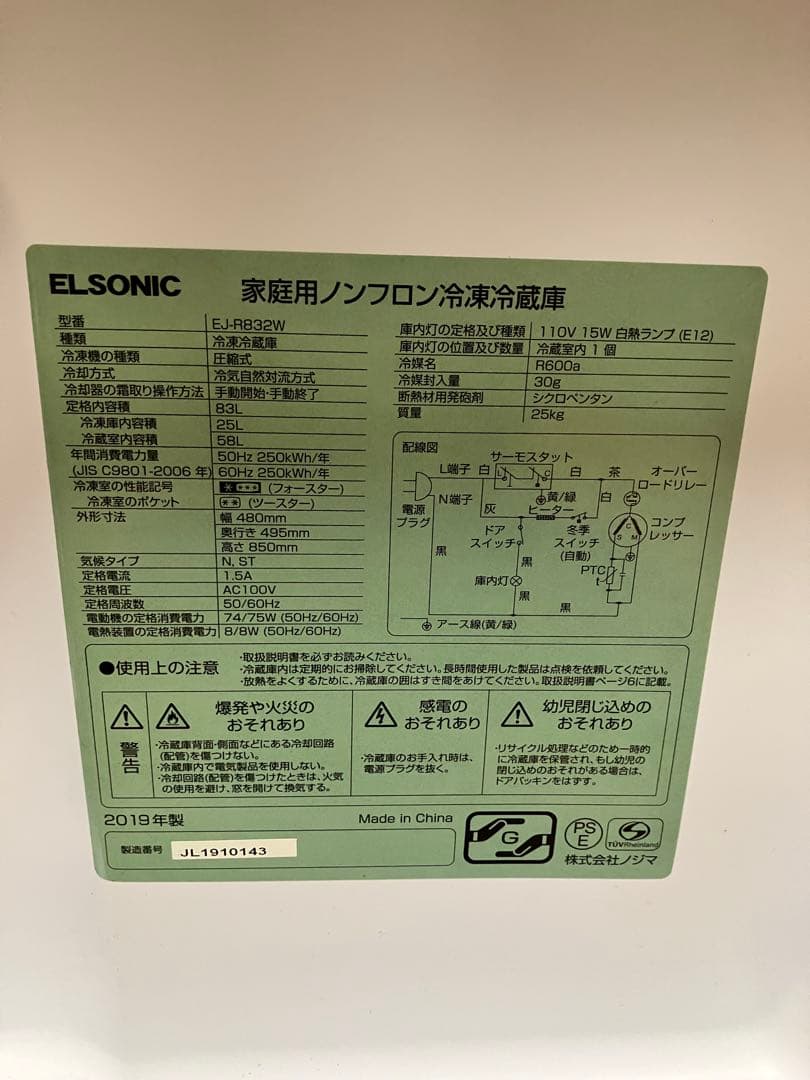 ELSONIC 家庭用ノンフロン冷凍冷蔵庫
型番 EJ-R832W
種類 冷凍冷蔵庫
冷凍機の種類 圧縮式
冷却方式 冷気自然対流方式
冷却器の霜取り操作方法 手動開始・手動終了
定格内容積 83L
冷凍庫内容積 25L
冷蔵室内容積 58L
年間消費電力量 50Hz 250kWh/年
(JIS C9801-2006 年) 60Hz 250kWh/年
冷凍室の性能記号 (フォースター)
冷凍室のポケット (ツースター)
外形寸法 幅 480mm
奥行き 495mm
高さ 850mm
気候タイプ N, ST
定格電流 1.5A
定格電圧 AC100V
定格周波数 50/60Hz
電動機の定格消費電力 74/75W (50Hz/60Hz)
電熱装置の定格消費電力 8/8W (50Hz/60Hz)
庫内灯の定格及び種類 110V 15W 白熱ランプ (E12)
庫内灯の位置及び数量 冷蔵室内 1 個
冷媒名 R600a
冷媒封入量 30g
断熱材用発砲剤 シクロペンタン
質量 25kg
配線図
サーモスタット
L端子 白 L C 白 茶 オーバーロードリレー
N端子 黄/緑 白
電源プラグ
灰 ヒーター
ドアスイッチ
冬季スイッチ(自動)
C S M コンプレッサー
黒 黒 黒
PTC
t
庫内灯
黒 黒
アース線(黄/緑)
●使用上の注意
・取扱説明書を必ずお読みください。
・冷蔵庫内は定期的にお掃除してください。長時間使用した製品は点検を依頼してください。
・放熱をよくするために、冷蔵庫の囲はすき間をあけてください。取扱説明書ページ6に記載。
警告
爆発や火災の
おそれあり
・冷蔵庫背面・側面などにある冷却回路
(配管)を傷つけない。
・冷蔵庫内で電気製品を使用しない。
・冷却回路(配管)を傷つけたときは、火気
の使用を避け、窓を開けて換気する。
感電の
おそれあり
・冷蔵庫のお手入れ時は、
電源プラグを抜く。
幼児閉じ込めの
おそれあり
・リサイクル処理などのため一時的
に冷蔵庫を保管され、もし幼児の
閉じ込めのおそれがある場合は、
ドアパッキンをはずす。
2019年製 Made in China
製造番号 JL1910143
G
PS
E
TÜVRheinland
株式会社ノジマ